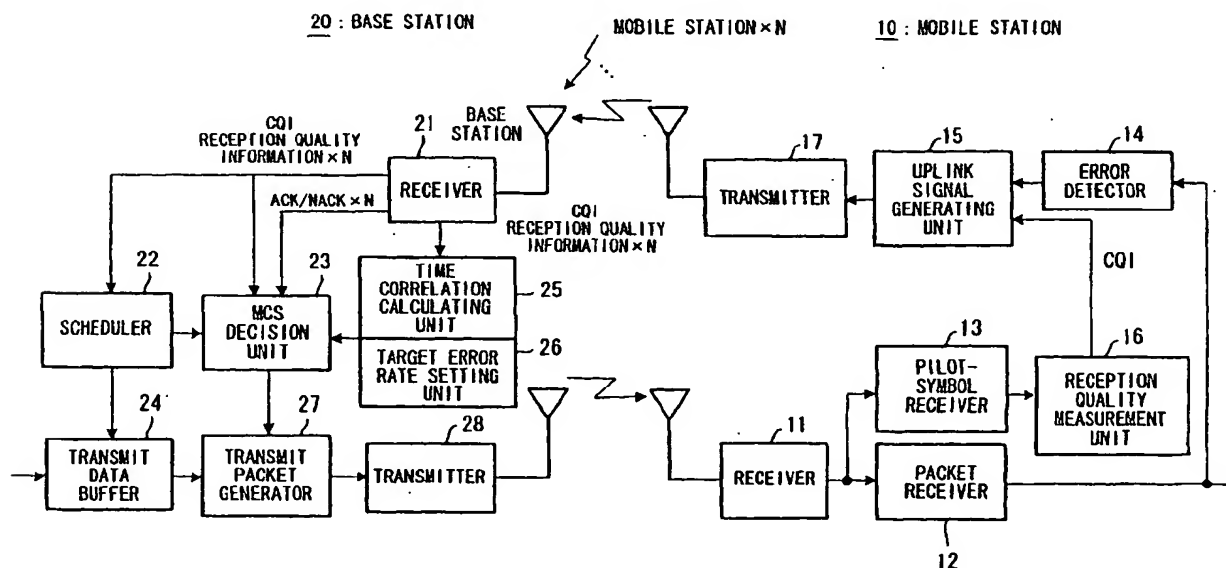 20 : BASE STATION
MOBILE STATION×N
10 : MOBILE STATION
CQI
RECEPTION QUALITY
INFORMATION×N
21
BASE
STATION
RECEIVER
ACK/NACK×N
CQI
RECEPTION QUALITY
INFORMATION×N
17
TRANSMITTER
15
UPLINK
SIGNAL
GENERATING
UNIT
14
ERROR
DETECTOR
CQI
22
SCHEDULER
23
MCS
DECISION
UNIT
TIME
CORRELATION
CALCULATING
UNIT
25
TARGET ERROR
RATE SETTING
UNIT
26
13
PILOT-
SYMBOL
RECEIVER
16
RECEPTION
QUALITY
MEASUREMENT
UNIT
24
TRANSMIT
DATA
BUFFER
27
TRANSMIT
PACKET
GENERATOR
28
TRANSMITTER
11
RECEIVER
PACKET
RECEIVER
12